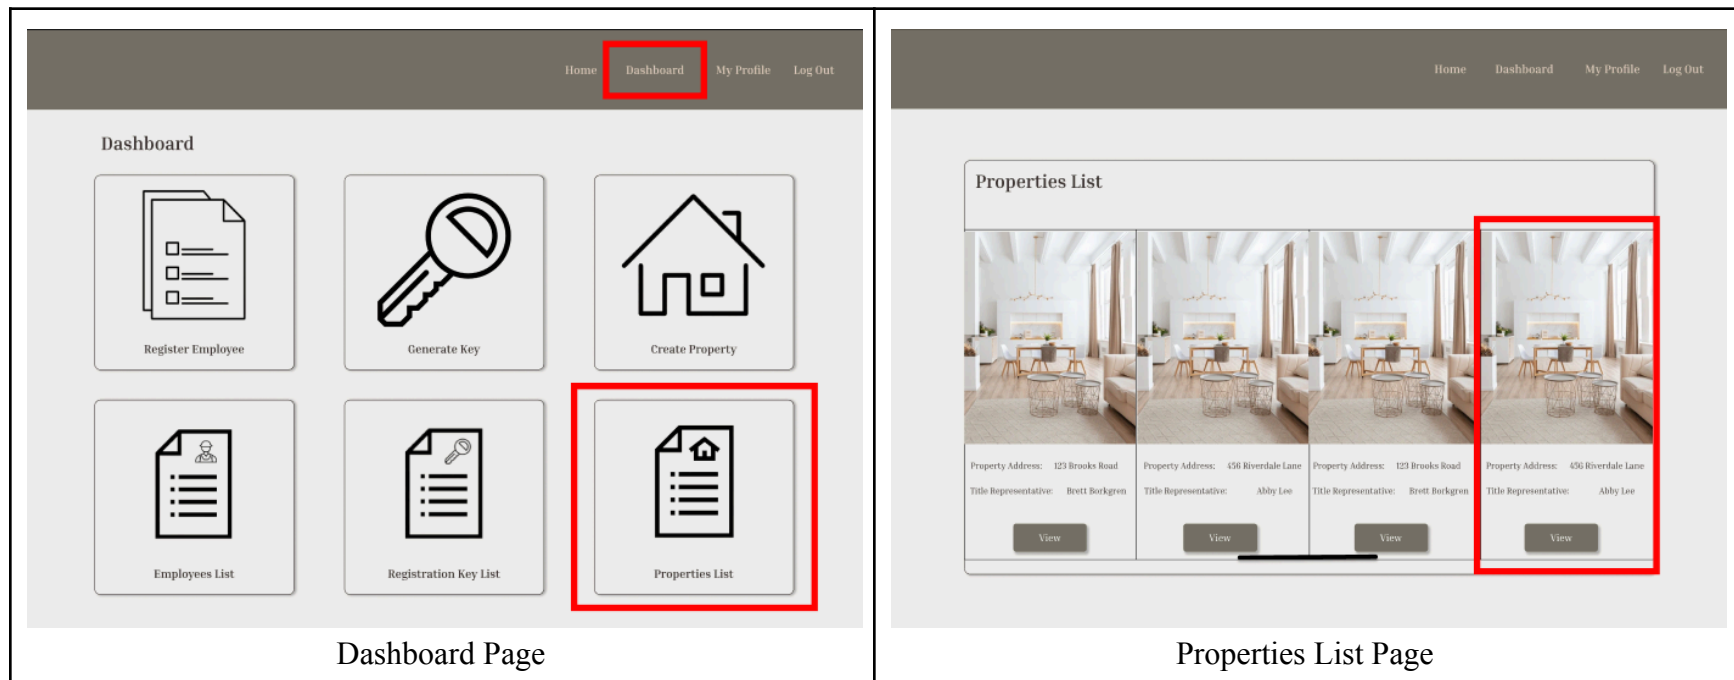 Home Dashboard My Profile Log Out
Dashboard
Register Employee Generate Key Create Property
Employees List Registration Key List Properties List
Dashboard Page
Home Dashboard My Profile Log Out
Properties List
Property Address: 123 Brooks Road Property Address: 456 Riverdale Lane Property Address: 123 Brooks Road Property Address: 456 Riverdale Lane
Title Representative: Brett Borkgren Title Representative: Abby Lee Title Representative: Brett Borkgren Title Representative: Abby Lee
View View View View
Properties List Page